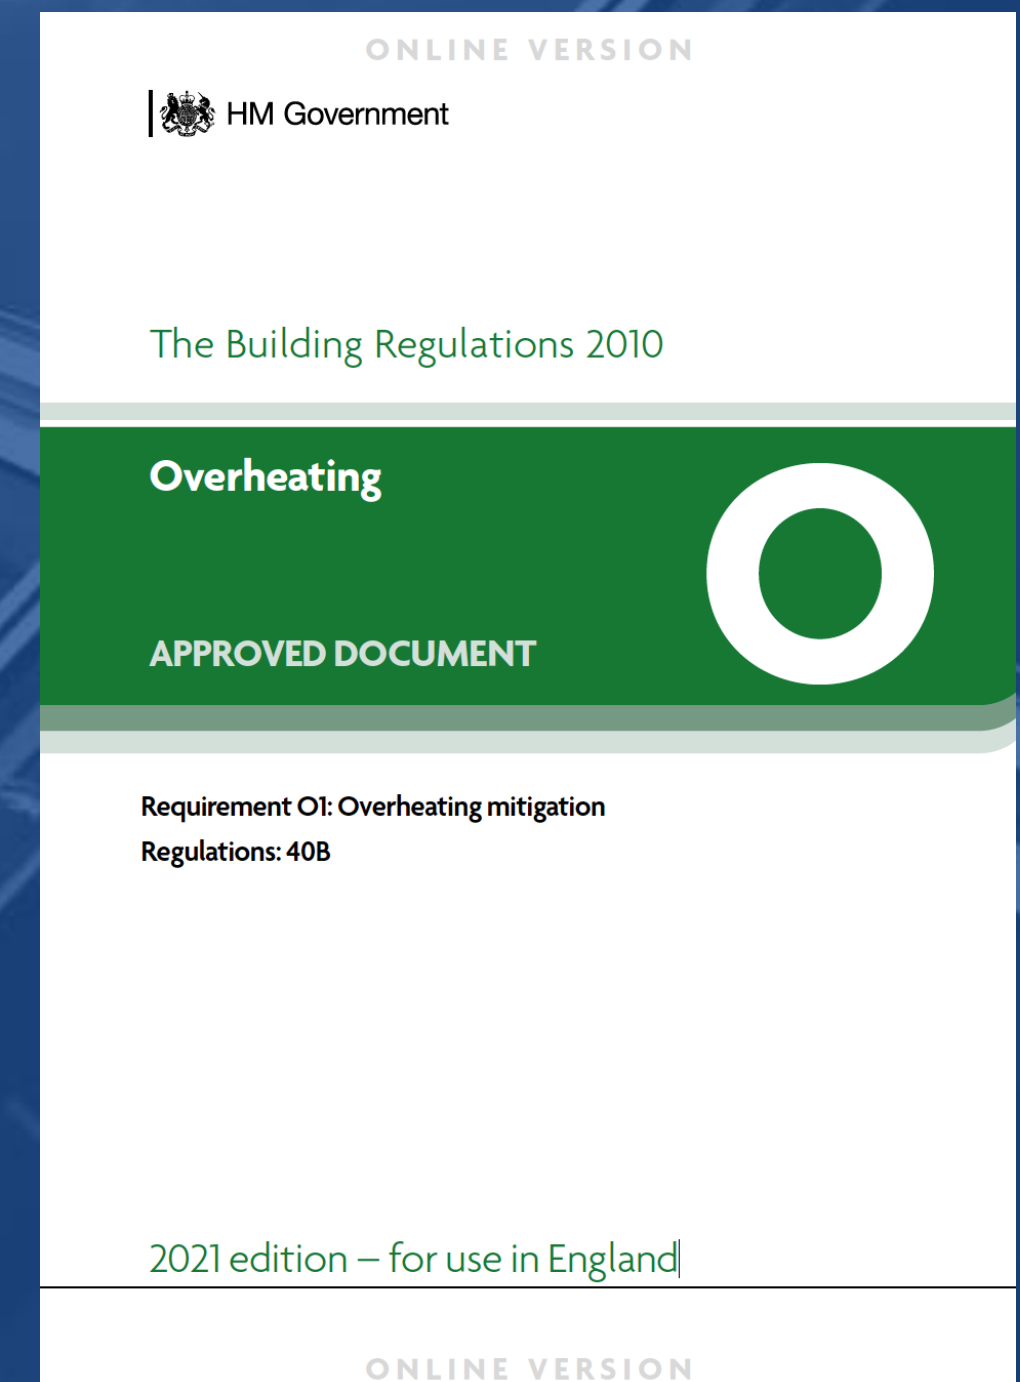 ONLINE VERSION
HM Government
The Building Regulations 2010
Overheating
O
APPROVED DOCUMENT
Requirement O1: Overheating mitigation
Regulations: 40B
2021 edition – for use in England
ONLINE VERSION